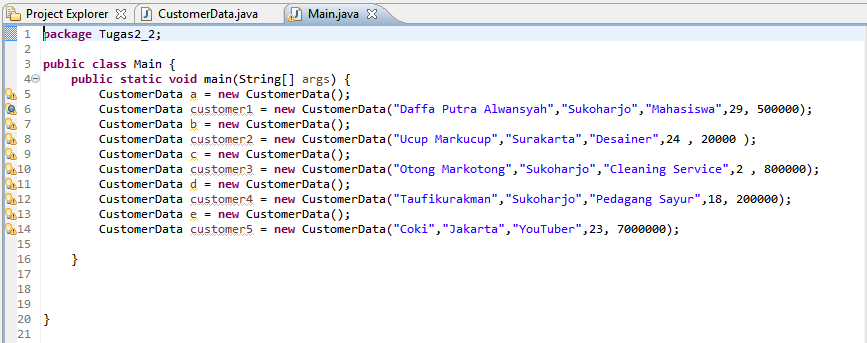 Project Explorer CustomerData.java Main.java
1 package Tugas2_2;
2
3 public class Main {
4 public static void main(String[] args) {
5 CustomerData a = new CustomerData();
6 CustomerData customer1 = new CustomerData("Daffa Putra Alwansyah","Sukoharjo","Mahasiswa",29, 500000);
7 CustomerData b = new CustomerData();
8 CustomerData customer2 = new CustomerData("Ucup Markucup","Surakarta","Desainer",24 , 20000 );
9 CustomerData c = new CustomerData();
10 CustomerData customer3 = new CustomerData("Otong Markotong","Sukoharjo","Cleaning Service",2 , 800000);
11 CustomerData d = new CustomerData();
12 CustomerData customer4 = new CustomerData("Taufikurakman","Sukoharjo","Pedagang Sayur",18, 200000);
13 CustomerData e = new CustomerData();
14 CustomerData customer5 = new CustomerData("Coki","Jakarta","YouTuber",23, 7000000);
15
16 }
17
18
19
20 }
21